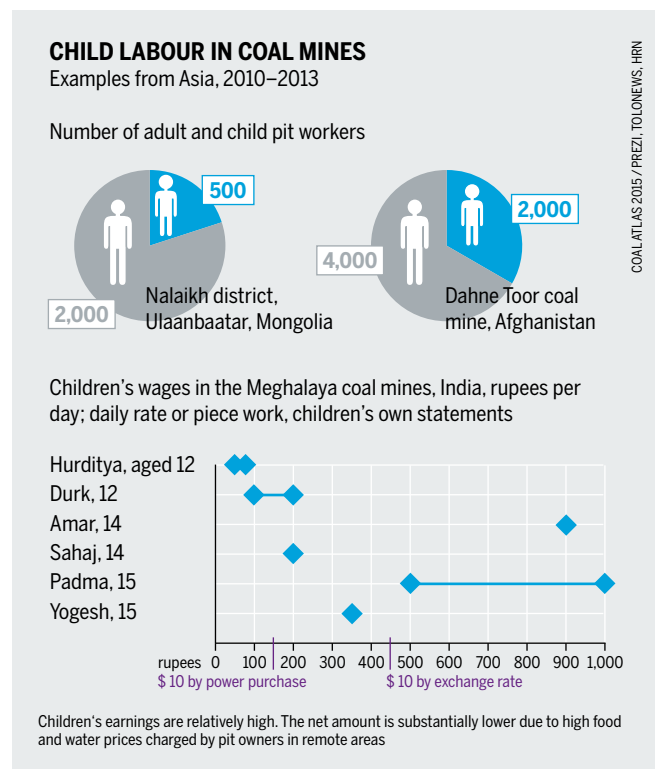 CHILD LABOUR IN COAL MINES
Examples from Asia, 2010–2013
COAL ATLAS 2015 / PREZI, TOLONEWS, HRN
Number of adult and child pit workers
500
2,000
Nalaikh district,
Ulaanbaatar, Mongolia
2,000
4,000
Dahne Toor coal
mine, Afghanistan
Children's wages in the Meghalaya coal mines, India, rupees per
day; daily rate or piece work, children's own statements
Hurditya, aged 12
Durk, 12
Amar, 14
Sahaj, 14
Padma, 15
Yogesh, 15
rupees 0 100 200 300 400 500 600 700 800 900 1,000
$ 10 by power purchase $ 10 by exchange rate
Children‘s earnings are relatively high. The net amount is substantially lower due to high food
and water prices charged by pit owners in remote areas